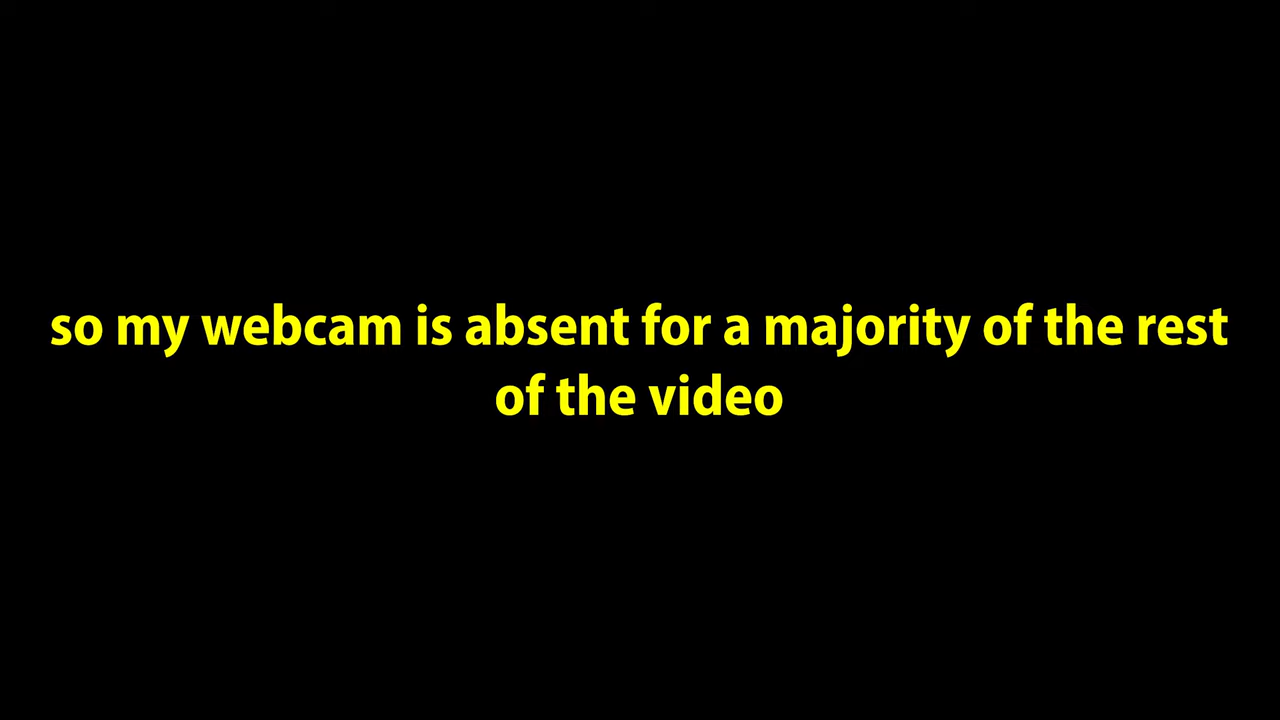 so my webcam is absent for a majority of the rest
of the video